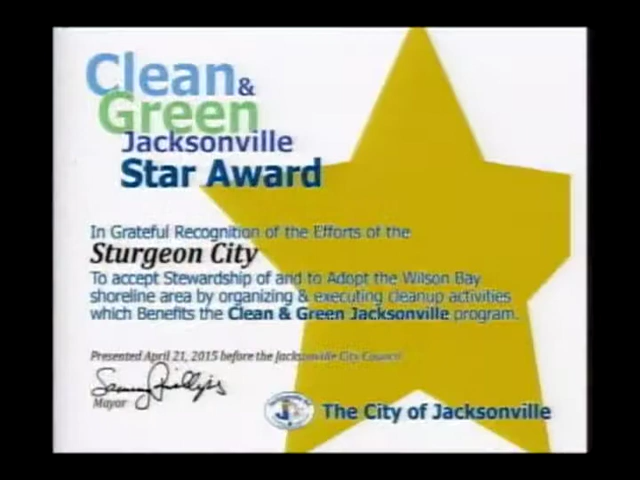 Clean &
Green
Jacksonville
Star Award
In Grateful Recognition of the Efforts of the
Sturgeon City
To accept Stewardship of and to Adopt the Wilson Bay
shoreline area by organizing & executing cleanup activities
which Benefits the Clean & Green Jacksonville program.
Presented April 21, 2015 before the Jacksonville City Council
Sammy Phillips
Mayor
The City of Jacksonville